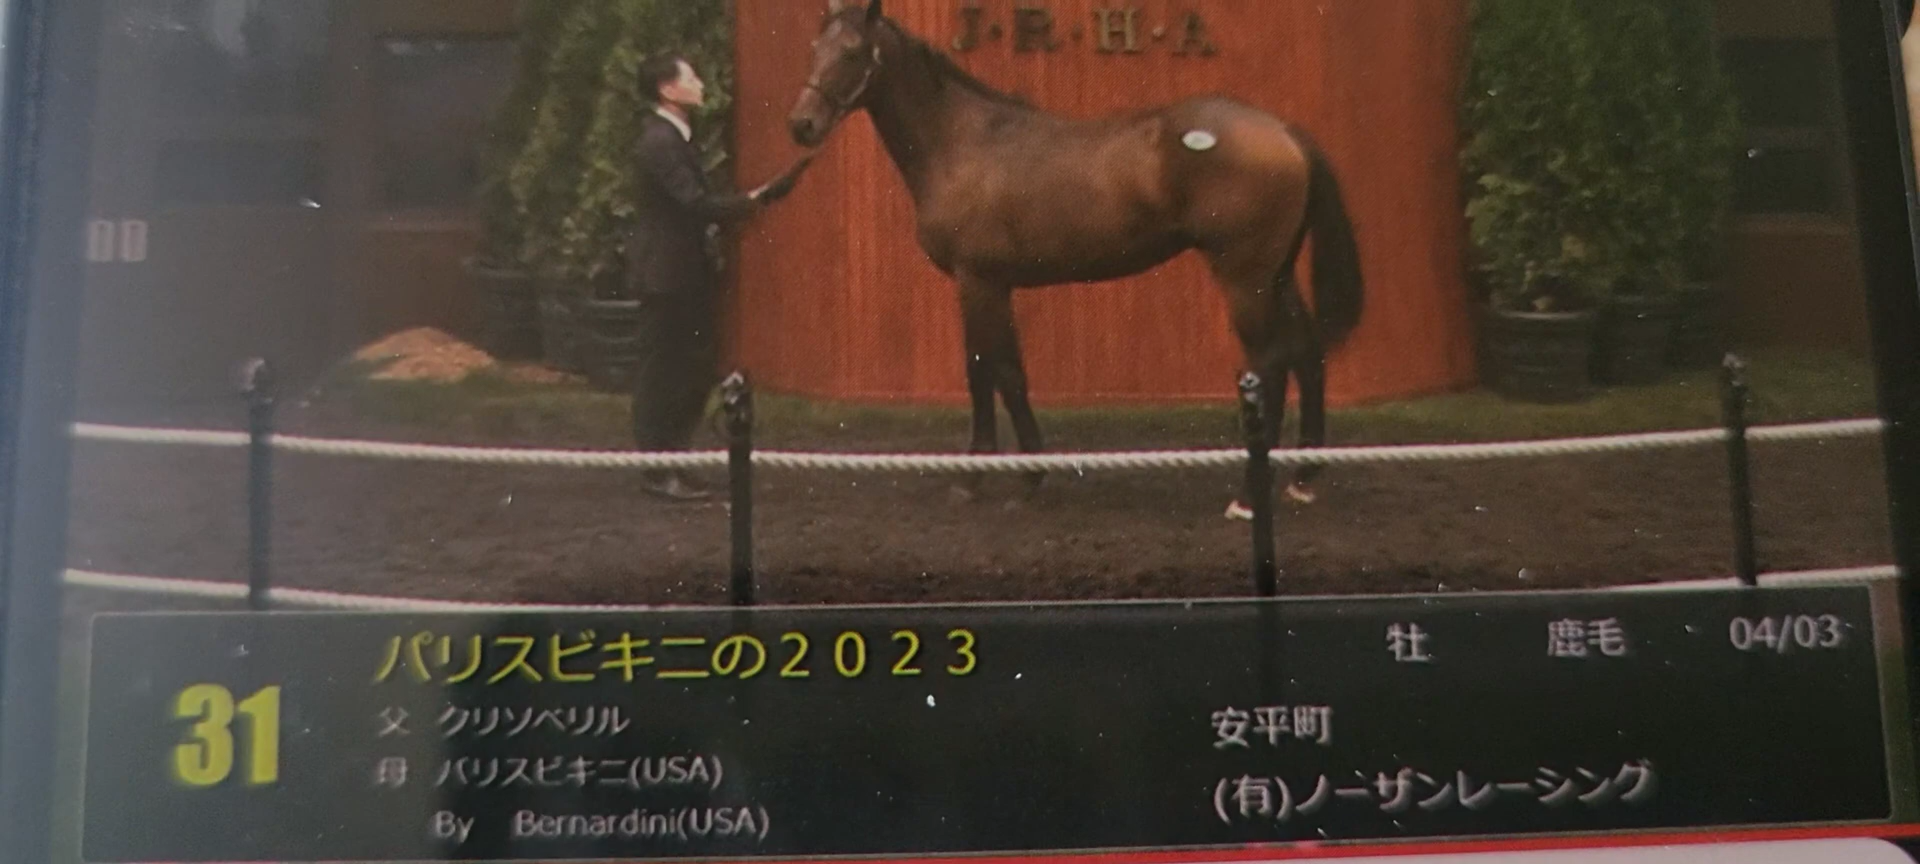 J・R・H・A
00
31
パリスビキニの２０２３
牡 鹿毛 04/03
父 クリソベリル
母 パリスビキニ(USA)
By Bernardini(USA)
安平町
(有)ノーザンレーシング